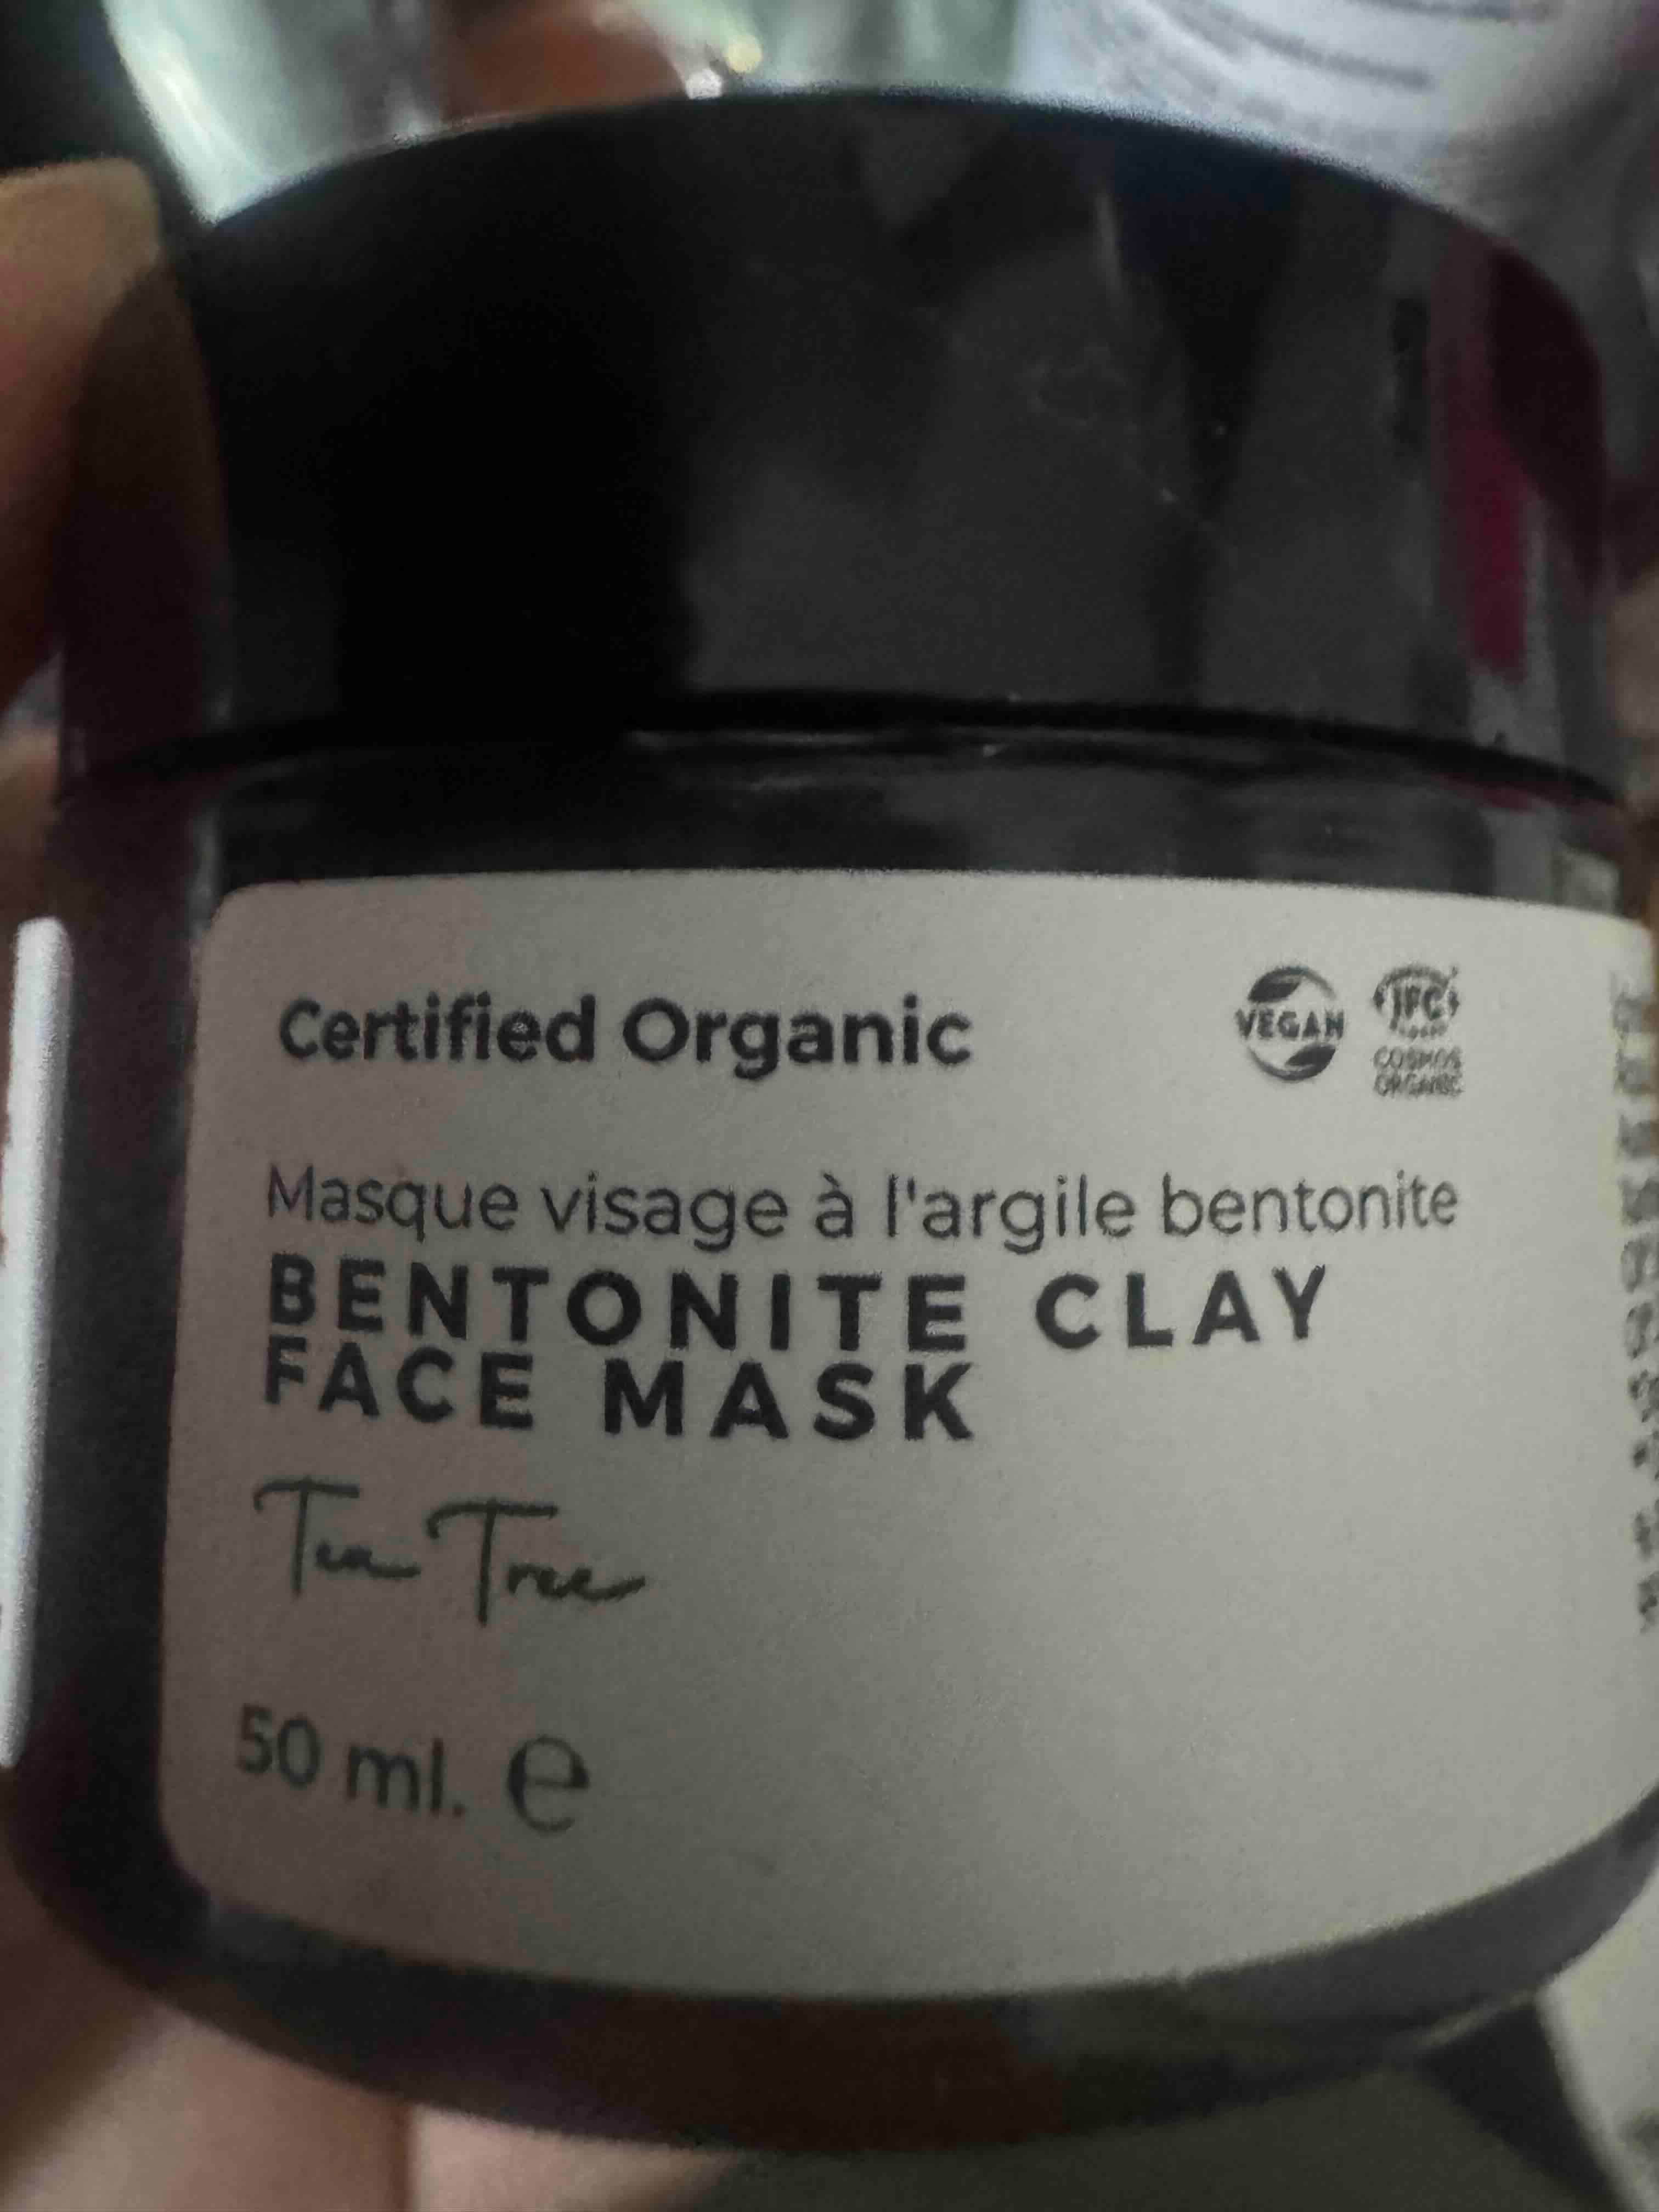 Certified Organic
VEGAN
COSMOS
ORGANIC
Masque visage à l'argile bentonite
BENTONITE CLAY
FACE MASK
Tea Tree
50 ml. e